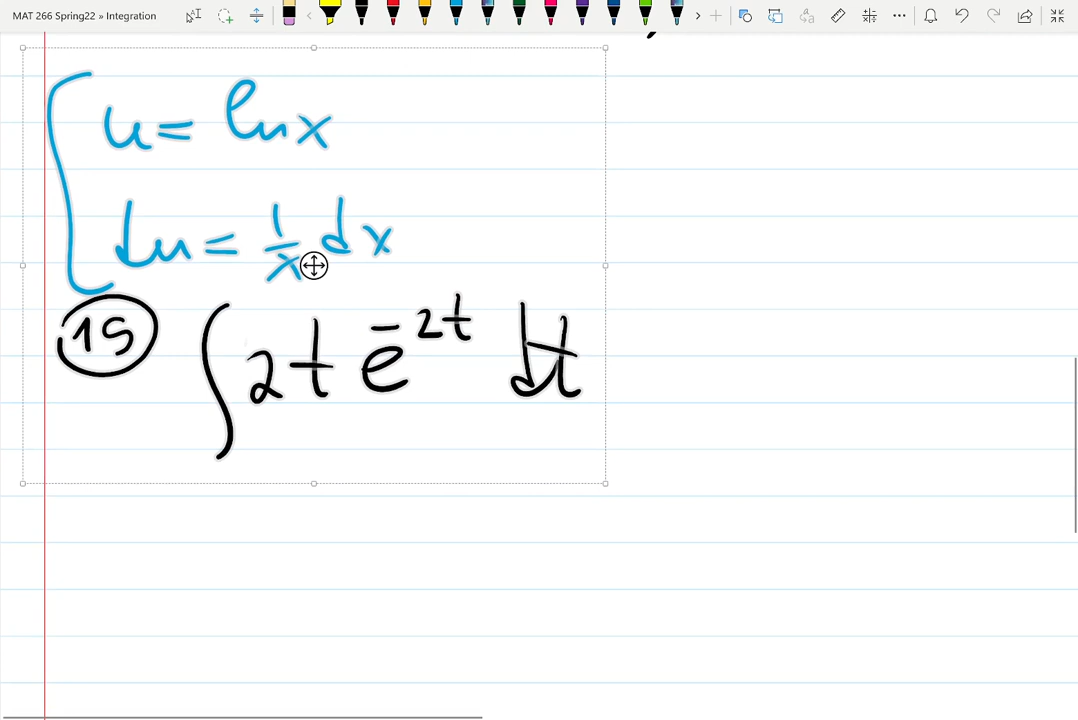 MAT 266 Spring22 » Integration
u = ln x
du = 1/x dx
15 ∫ 2t e^{-2t} dt